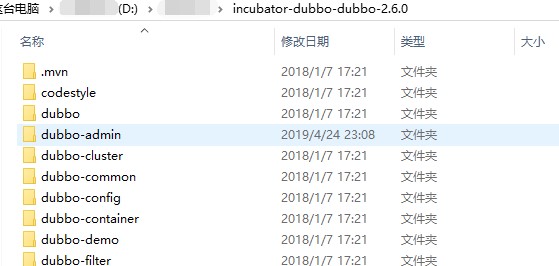 这台电脑 > (D:) > > incubator-dubbo-dubbo-2.6.0
名称 修改日期 类型 大小
.mvn 2018/1/7 17:21 文件夹
codestyle 2018/1/7 17:21 文件夹
dubbo 2018/1/7 17:21 文件夹
dubbo-admin 2019/4/24 23:08 文件夹
dubbo-cluster 2018/1/7 17:21 文件夹
dubbo-common 2018/1/7 17:21 文件夹
dubbo-config 2018/1/7 17:21 文件夹
dubbo-container 2018/1/7 17:21 文件夹
dubbo-demo 2018/1/7 17:21 文件夹
dubbo-filter 2018/1/7 17:21 文件夹